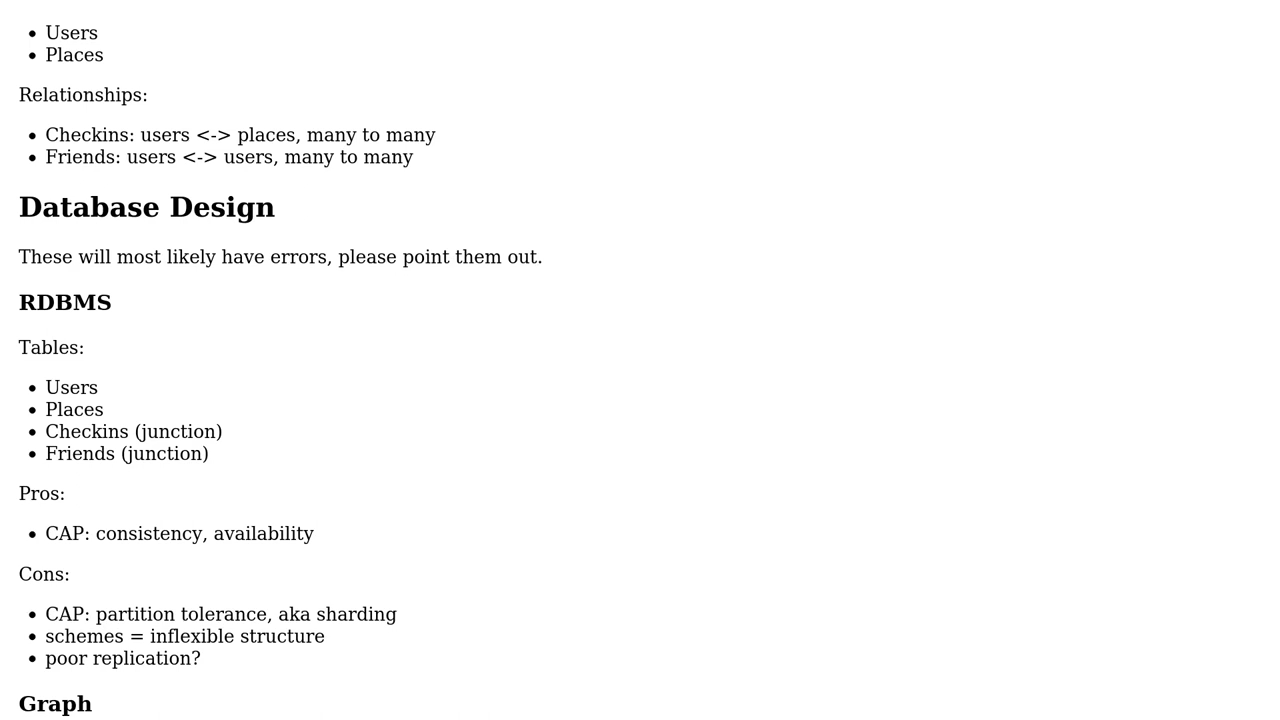 Users
Places
Relationships:
Checkins: users <-> places, many to many
Friends: users <-> users, many to many
Database Design
These will most likely have errors, please point them out.
RDBMS
Tables:
Users
Places
Checkins (junction)
Friends (junction)
Pros:
CAP: consistency, availability
Cons:
CAP: partition tolerance, aka sharding
schemes = inflexible structure
poor replication?
Graph